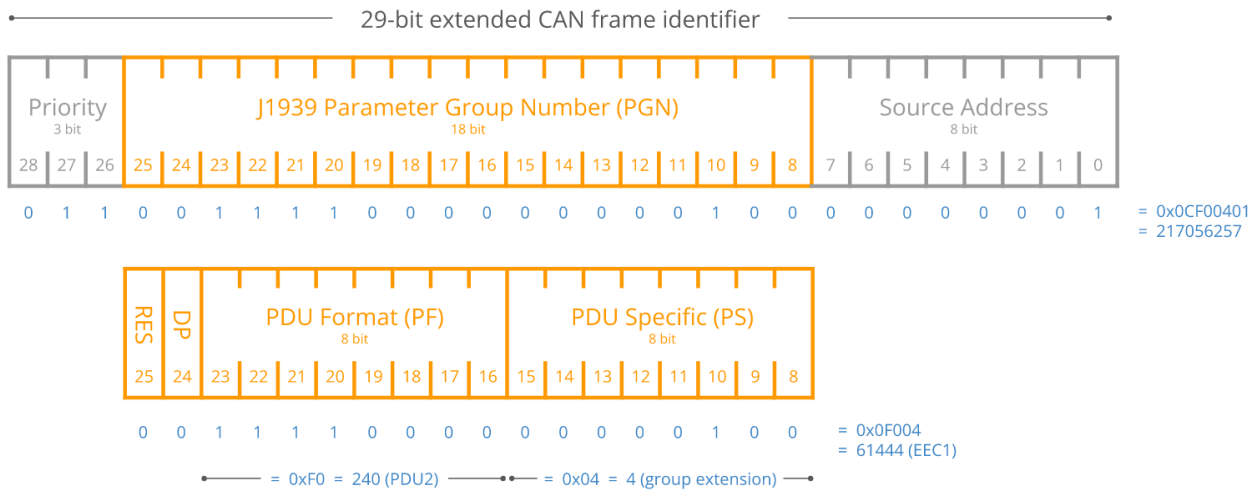 29-bit extended CAN frame identifier
Priority
3 bit
J1939 Parameter Group Number (PGN)
18 bit
Source Address
8 bit
28 27 26 25 24 23 22 21 20 19 18 17 16 15 14 13 12 11 10 9 8 7 6 5 4 3 2 1 0
0 1 1 0 0 1 1 1 1 0 0 0 0 0 0 0 0 0 1 0 0 0 0 0 0 0 0 0 1 = 0x0CF00401
= 217056257
RES
DP
PDU Format (PF)
8 bit
PDU Specific (PS)
8 bit
25 24 23 22 21 20 19 18 17 16 15 14 13 12 11 10 9 8
0 0 1 1 1 1 0 0 0 0 0 0 0 0 0 1 0 0 = 0x0F004
= 61444 (EEC1)
= 0xF0 = 240 (PDU2)
= 0x04 = 4 (group extension)